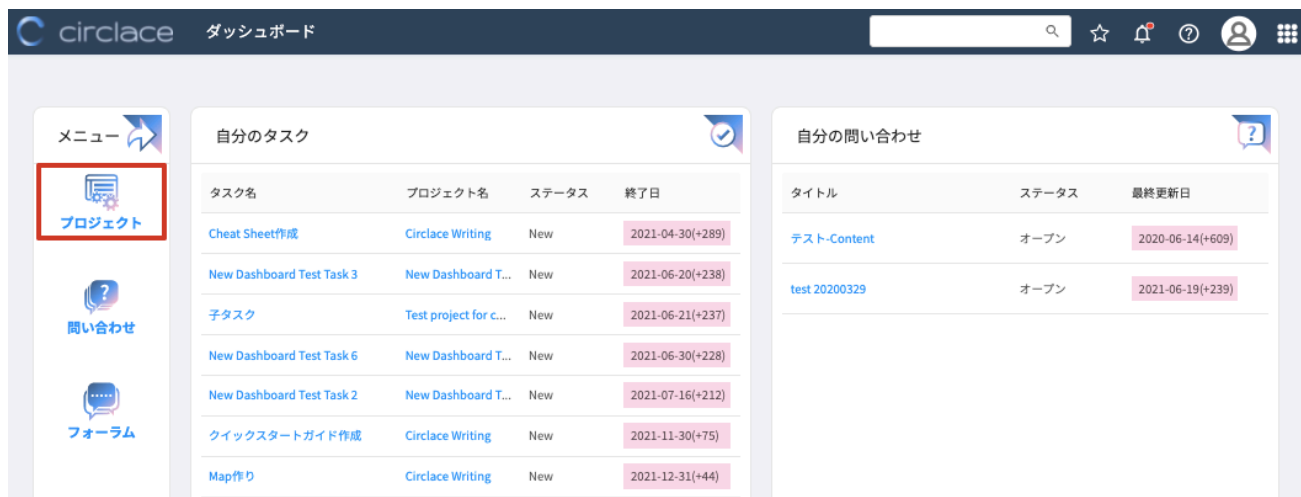 circlace ダッシュボード
メニュー
プロジェクト
問い合わせ
フォーラム
自分のタスク
タスク名 プロジェクト名 ステータス 終了日
Cheat Sheet作成 Circlace Writing New 2021-04-30(+289)
New Dashboard Test Task 3 New Dashboard T... New 2021-06-20(+238)
子タスク Test project for c... New 2021-06-21(+237)
New Dashboard Test Task 6 New Dashboard T... New 2021-06-30(+228)
New Dashboard Test Task 2 New Dashboard T... New 2021-07-16(+212)
クイックスタートガイド作成 Circlace Writing New 2021-11-30(+75)
Map作り Circlace Writing New 2021-12-31(+44)
自分の問い合わせ
タイトル ステータス 最終更新日
テスト-Content オープン 2020-06-14(+609)
test 20200329 オープン 2021-06-19(+239)